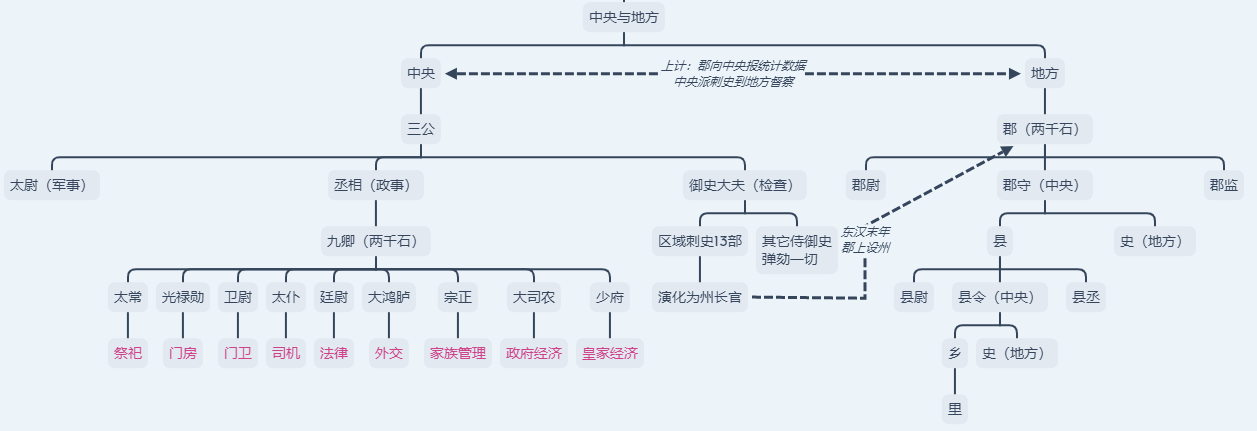 中央与地方
中央
上计：郡向中央报统计数据
中央派刺史到地方督察
地方
三公
郡（两千石）
太尉（军事）
丞相（政事）
御史大夫（检查）
郡尉
郡守（中央）
郡监
九卿（两千石）
区域刺史13部
其它侍御史
弹劾一切
东汉末年
郡上设州
县
史（地方）
太常
光禄勋
卫尉
太仆
廷尉
大鸿胪
宗正
大司农
少府
演化为州长官
县尉
县令（中央）
县丞
祭祀
门房
门卫
司机
法律
外交
家族管理
政府经济
皇家经济
乡
史（地方）
里